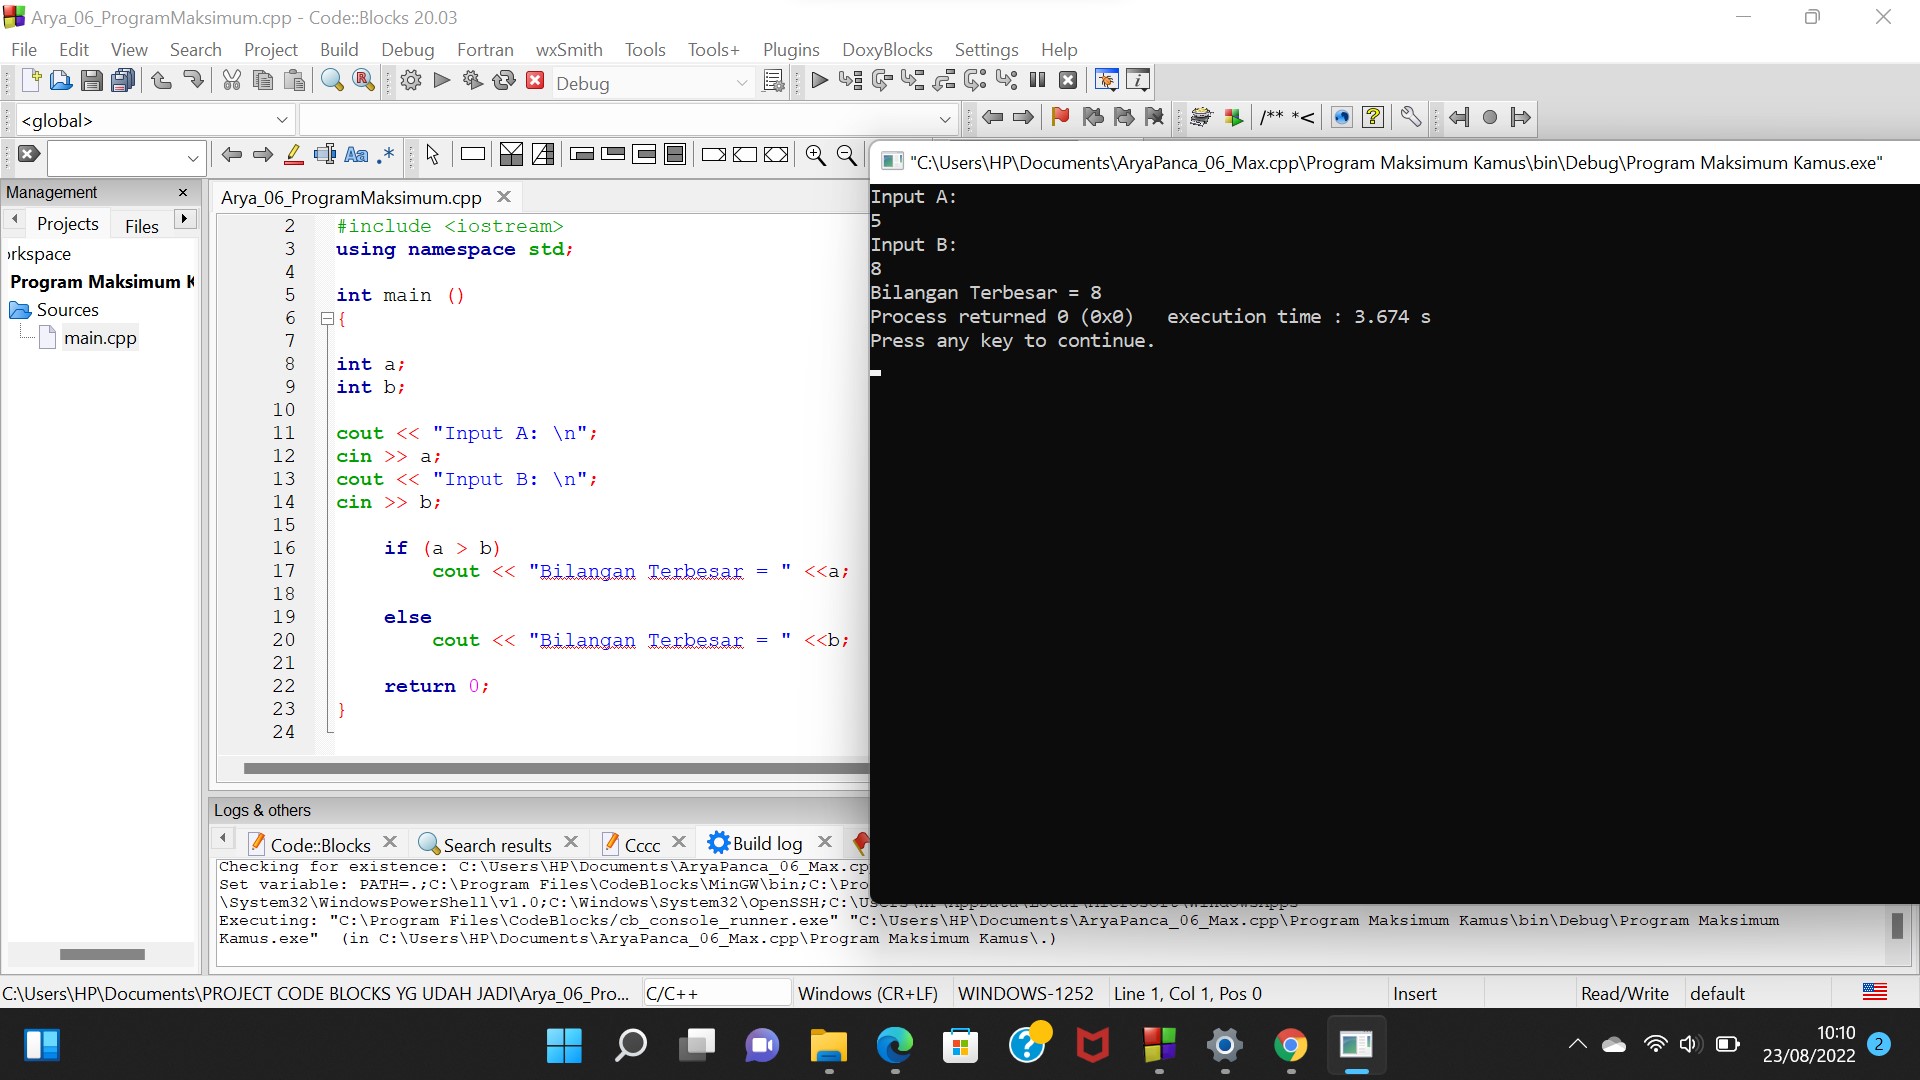 Arya_06_ProgramMaksimum.cpp - Code::Blocks 20.03
File Edit View Search Project Build Debug Fortran wxSmith Tools Tools+ Plugins DoxyBlocks Settings Help
Debug
<global>
/** *<
Aa .*
"C:\Users\HP\Documents\AryaPanca_06_Max.cpp\Program Maksimum Kamus\bin\Debug\Program Maksimum Kamus.exe"
Input A:
5
Input B:
8
Bilangan Terbesar = 8
Process returned 0 (0x0)   execution time : 3.674 s
Press any key to continue.
Management
Projects Files
rkspace
Program Maksimum K
Sources
main.cpp
Arya_06_ProgramMaksimum.cpp
2 #include <iostream>
3 using namespace std;
4
5 int main ()
6 {
7
8 int a;
9 int b;
10
11 cout << "Input A: \n";
12 cin >> a;
13 cout << "Input B: \n";
14 cin >> b;
15
16 if (a > b)
17 cout << "Bilangan Terbesar = " <<a;
18
19 else
20 cout << "Bilangan Terbesar = " <<b;
21
22 return 0;
23 }
24
Logs & others
Code::Blocks Search results Cccc Build log
Checking for existence: C:\Users\HP\Documents\AryaPanca_06_Max.cp
Set variable: PATH=.;C:\Program Files\CodeBlocks\MinGW\bin;C:\Pro
\System32\WindowsPowerShell\v1.0;C:\Windows\System32\OpenSSH;C:\Users\HP\AppData\Local\Microsoft\WindowsApps
Executing: "C:\Program Files\CodeBlocks/cb_console_runner.exe" "C:\Users\HP\Documents\AryaPanca_06_Max.cpp\Program Maksimum Kamus\bin\Debug\Program Maksimum
Kamus.exe"  (in C:\Users\HP\Documents\AryaPanca_06_Max.cpp\Program Maksimum Kamus\.)
C:\Users\HP\Documents\PROJECT CODE BLOCKS YG UDAH JADI\Arya_06_Pro... C/C++ Windows (CR+LF) WINDOWS-1252 Line 1, Col 1, Pos 0 Insert Read/Write default
10:10
23/08/2022
2